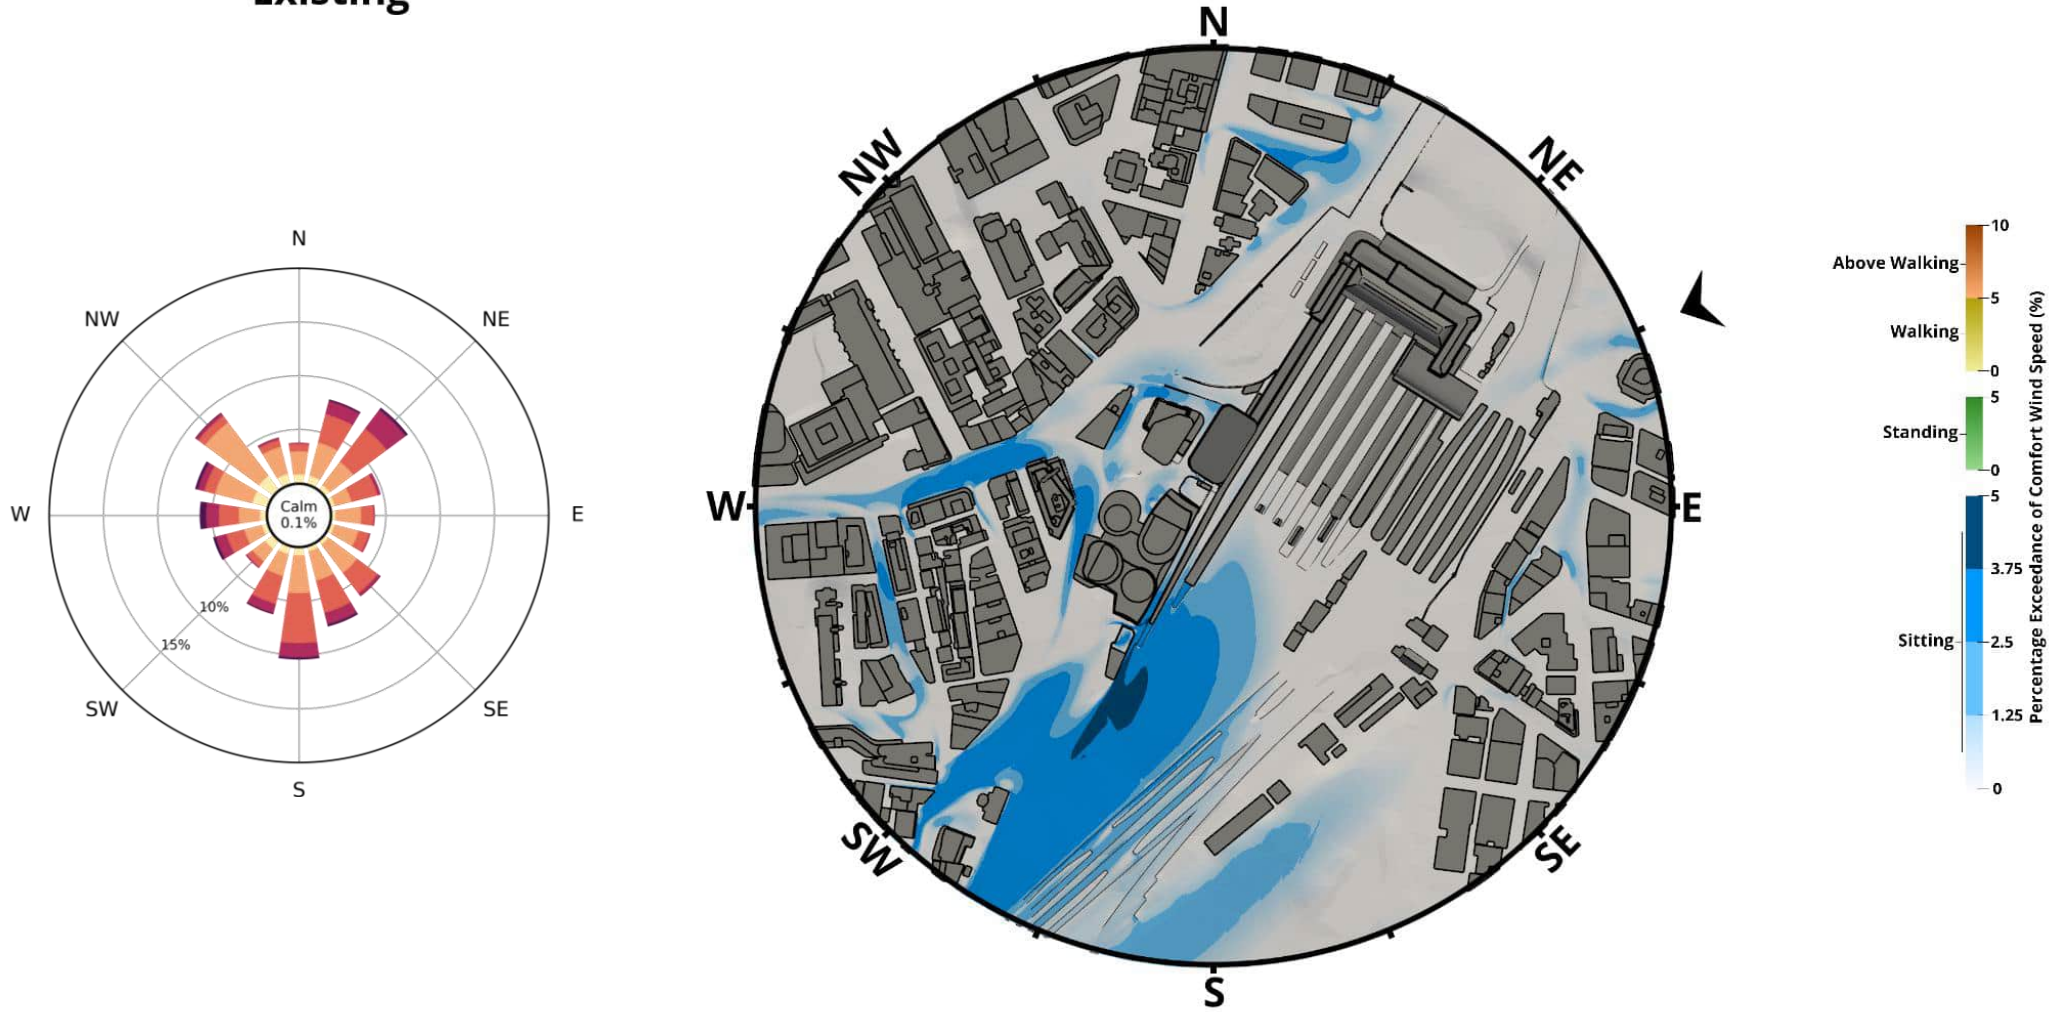 Existing
N
NW
NE
W
E
SW
SE
S
Calm
0.1%
10%
15%
N
NW
NE
W
E
SW
SE
S
10
Above Walking
5
Walking
0
5
Standing
0
5
3.75
2.5
Sitting
1.25
0
Percentage Exceedance of Comfort Wind Speed (%)